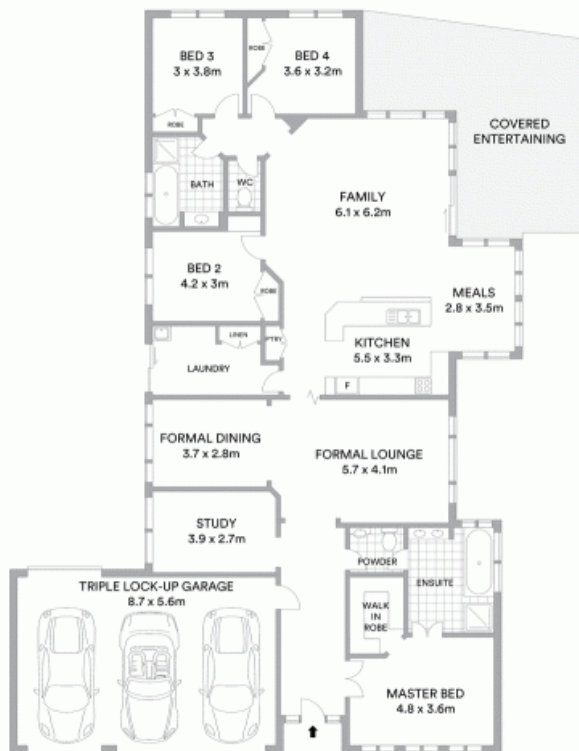 BED 3
3 x 3.8m
ROBE
BED 4
3.6 x 3.2m
ROBE
COVERED
ENTERTAINING
BATH
WC
FAMILY
6.1 x 6.2m
BED 2
4.2 x 3m
ROBE
MEALS
2.8 x 3.5m
LINEN
PTRY
LAUNDRY
KITCHEN
5.5 x 3.3m
F
FORMAL DINING
3.7 x 2.8m
FORMAL LOUNGE
5.7 x 4.1m
STUDY
3.9 x 2.7m
POWDER
ENSUITE
TRIPLE LOCK-UP GARAGE
8.7 x 5.6m
WALK
IN
ROBE
MASTER BED
4.8 x 3.6m